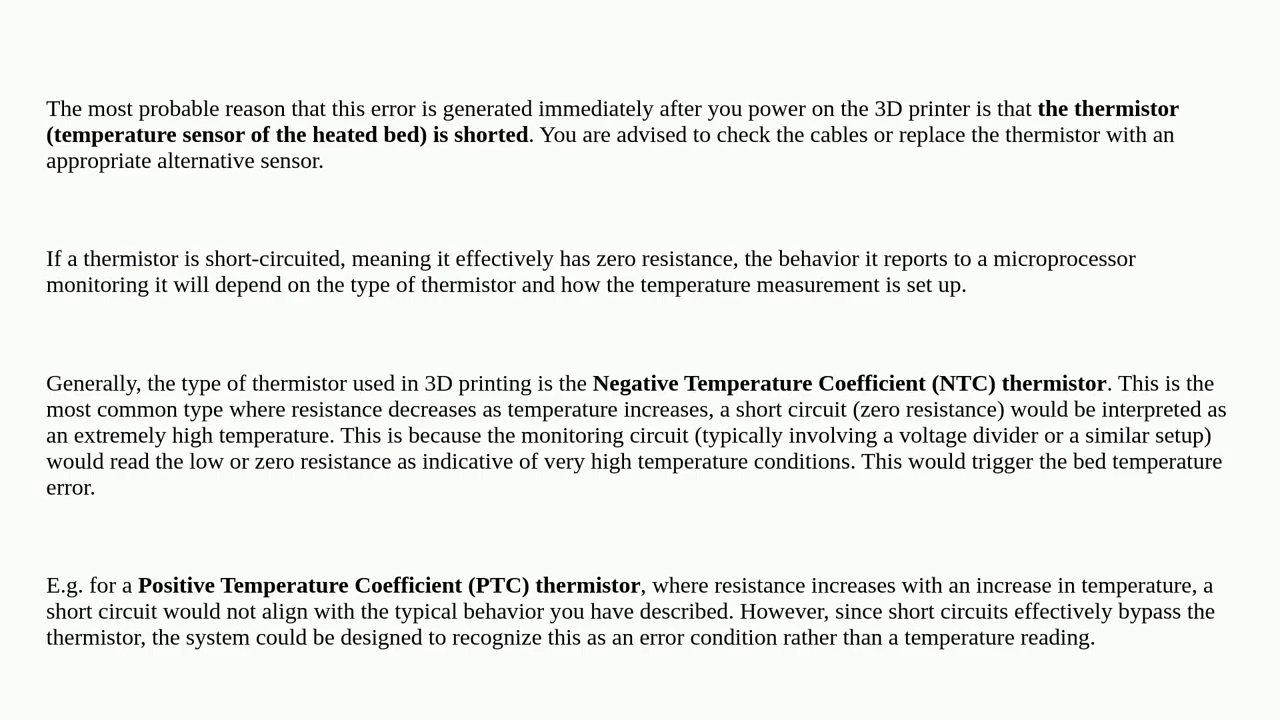 The most probable reason that this error is generated immediately after you power on the 3D printer is that the thermistor
(temperature sensor of the heated bed) is shorted. You are advised to check the cables or replace the thermistor with an
appropriate alternative sensor.
If a thermistor is short-circuited, meaning it effectively has zero resistance, the behavior it reports to a microprocessor
monitoring it will depend on the type of thermistor and how the temperature measurement is set up.
Generally, the type of thermistor used in 3D printing is the Negative Temperature Coefficient (NTC) thermistor. This is the
most common type where resistance decreases as temperature increases, a short circuit (zero resistance) would be interpreted as
an extremely high temperature. This is because the monitoring circuit (typically involving a voltage divider or a similar setup)
would read the low or zero resistance as indicative of very high temperature conditions. This would trigger the bed temperature
error.
E.g. for a Positive Temperature Coefficient (PTC) thermistor, where resistance increases with an increase in temperature, a
short circuit would not align with the typical behavior you have described. However, since short circuits effectively bypass the
thermistor, the system could be designed to recognize this as an error condition rather than a temperature reading.